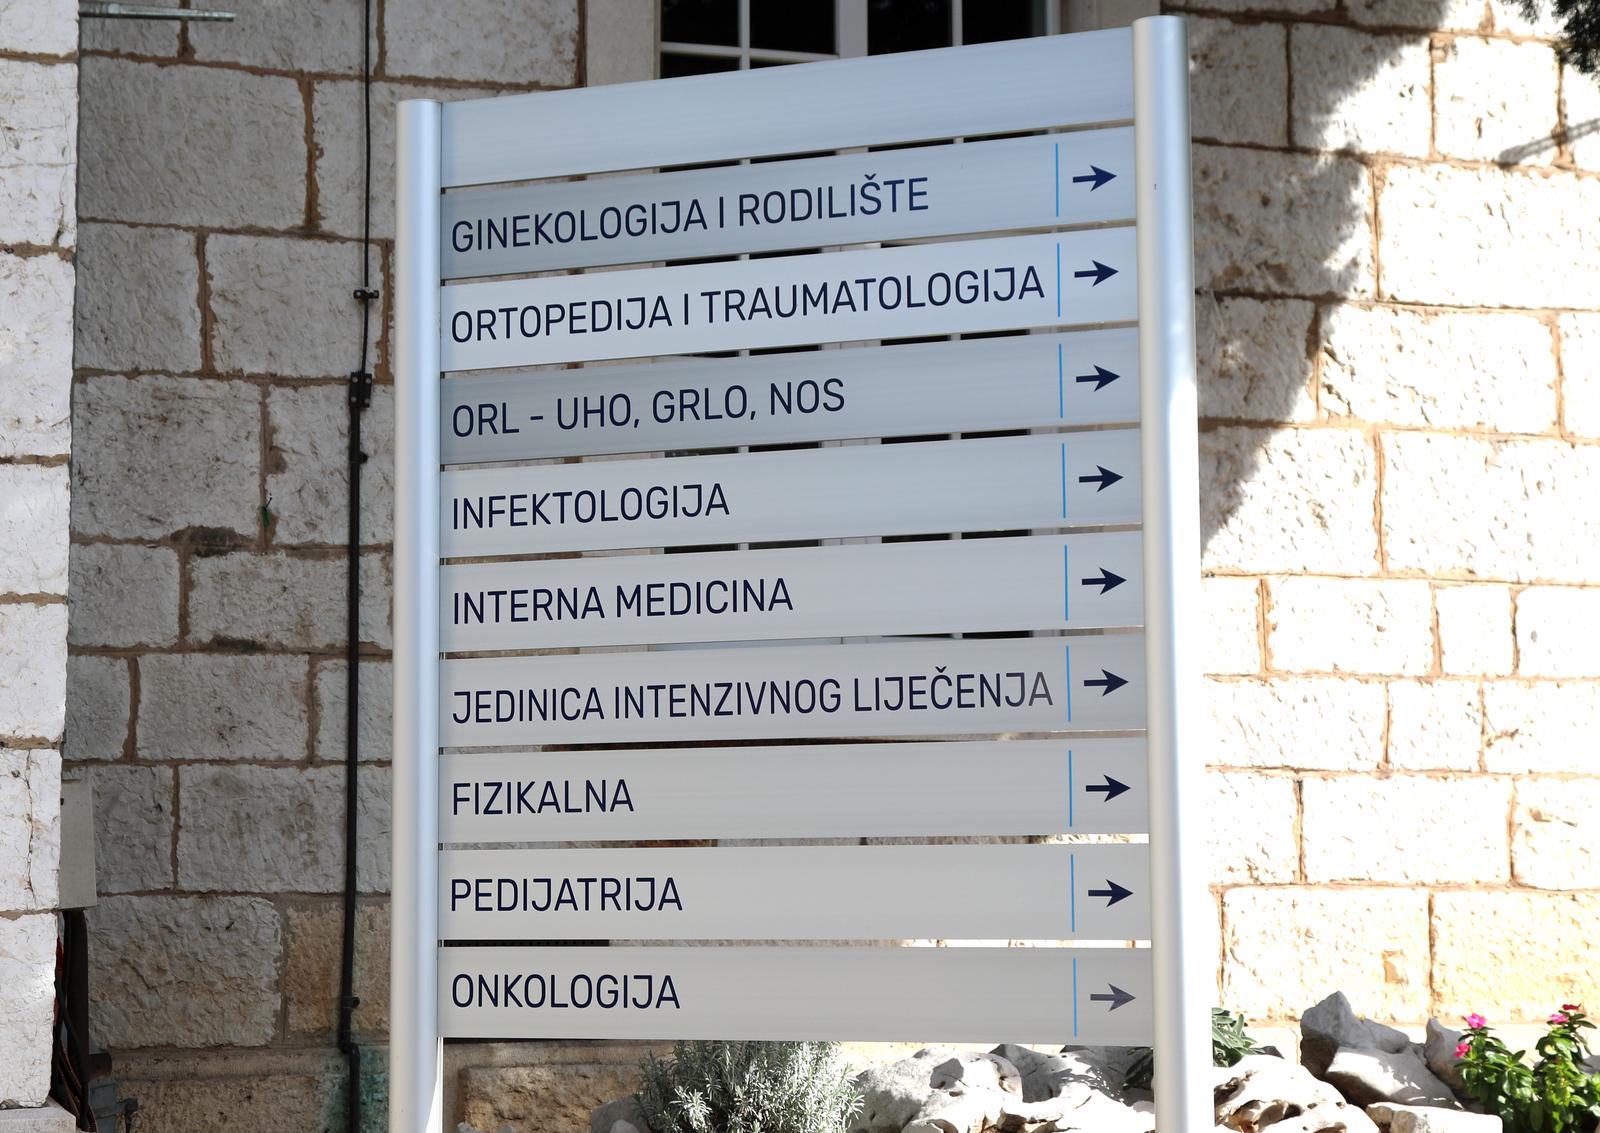 GINEKOLOGIJA I RODILIŠTE
ORTOPEDIJA I TRAUMATOLOGIJA
ORL - UHO, GRLO, NOS
INFEKTOLOGIJA
INTERNA MEDICINA
JEDINICA INTENZIVNOG LIJEČENJA
FIZIKALNA
PEDIJATRIJA
ONKOLOGIJA